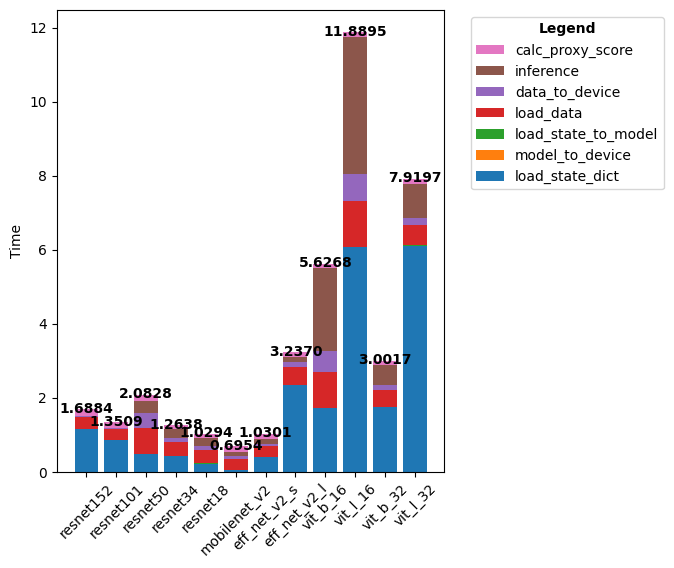 12
10
8
6
4
2
0
Time
1.6884
1.3509
2.0828
1.2638
1.0294
0.6954
1.0301
3.2370
5.6268
11.8895
3.0017
7.9197
resnet152
resnet101
resnet50
resnet34
resnet18
mobilenet_v2
eff_net_v2_s
eff_net_v2_l
vit_b_16
vit_l_16
vit_b_32
vit_l_32
Legend
calc_proxy_score
inference
data_to_device
load_data
load_state_to_model
model_to_device
load_state_dict